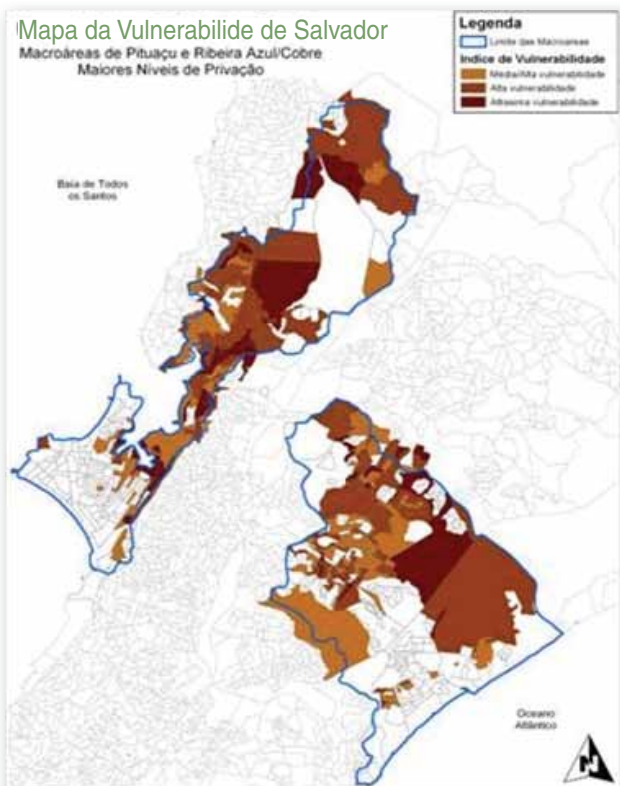 Mapa da Vulnerabilide de Salvador
Macroáreas de Pituaçu e Ribeira Azul/Cobre
Maiores Níveis de Privação
Legenda
Limite das Macroareas
Indice de Vulnerabilidade
Média/Alta vulnerabilidade
Alta vulnerabilidade
Altíssima vulnerabilidade
Baía de Todos
os Santos
Oceano
Atlântico
N